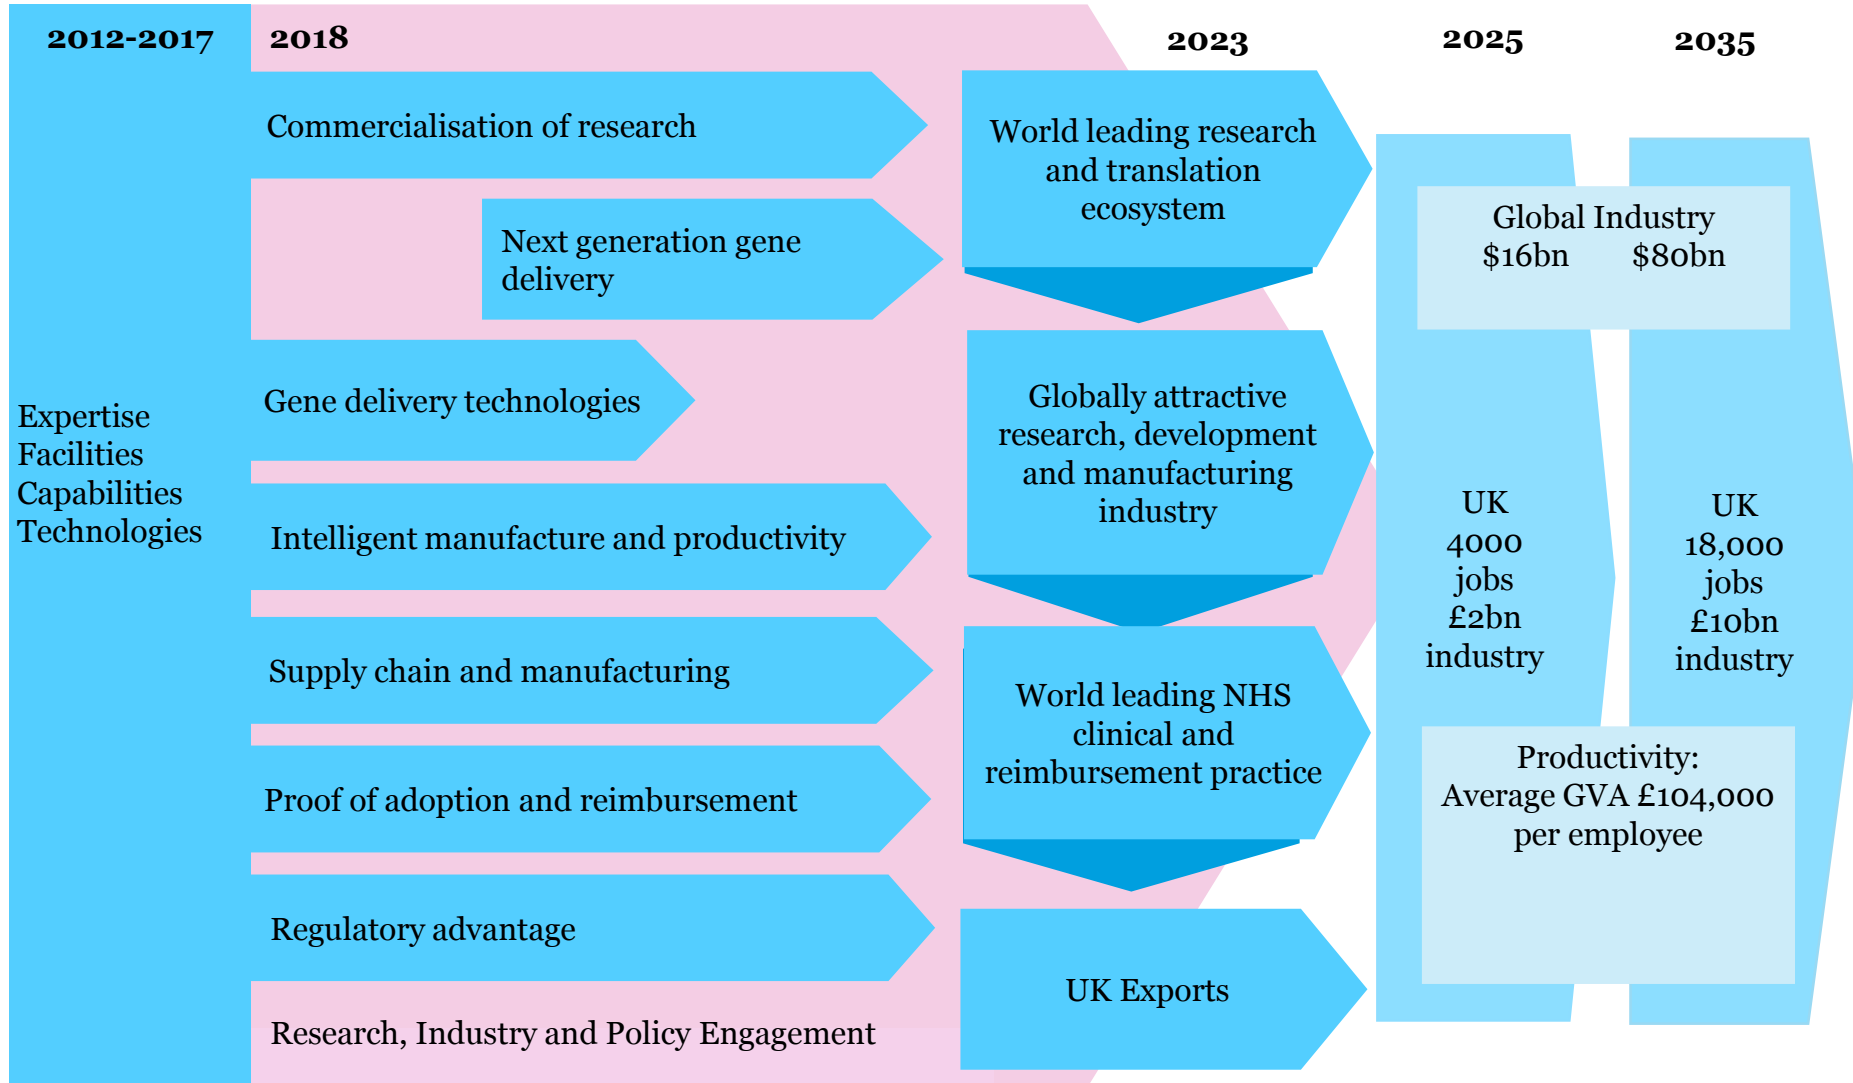 2012-2017
2018
2023
2025
2035
Expertise
Facilities
Capabilities
Technologies
Commercialisation of research
Next generation gene
delivery
Gene delivery technologies
Intelligent manufacture and productivity
Supply chain and manufacturing
Proof of adoption and reimbursement
Regulatory advantage
Research, Industry and Policy Engagement
World leading research
and translation
ecosystem
Globally attractive
research, development
and manufacturing
industry
World leading NHS
clinical and
reimbursement practice
UK Exports
Global Industry
$16bn $80bn
UK
4000
jobs
£2bn
industry
UK
18,000
jobs
£10bn
industry
Productivity:
Average GVA £104,000
per employee